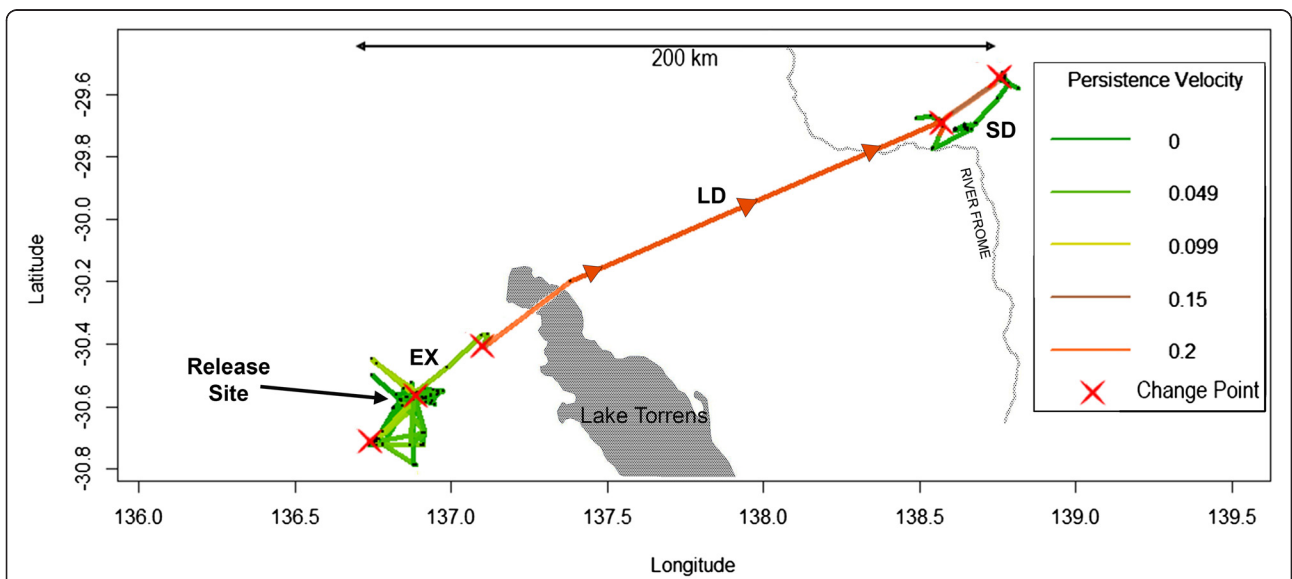 200 km
Persistence Velocity
0
0.049
0.099
0.15
0.2
Change Point
SD
LD
RIVER FROME
EX
Release
Site
Lake Torrens
Latitude
-29.6
-29.8
-30.0
-30.2
-30.4
-30.6
-30.8
136.0
136.5
137.0
137.5
138.0
138.5
139.0
139.5
Longitude